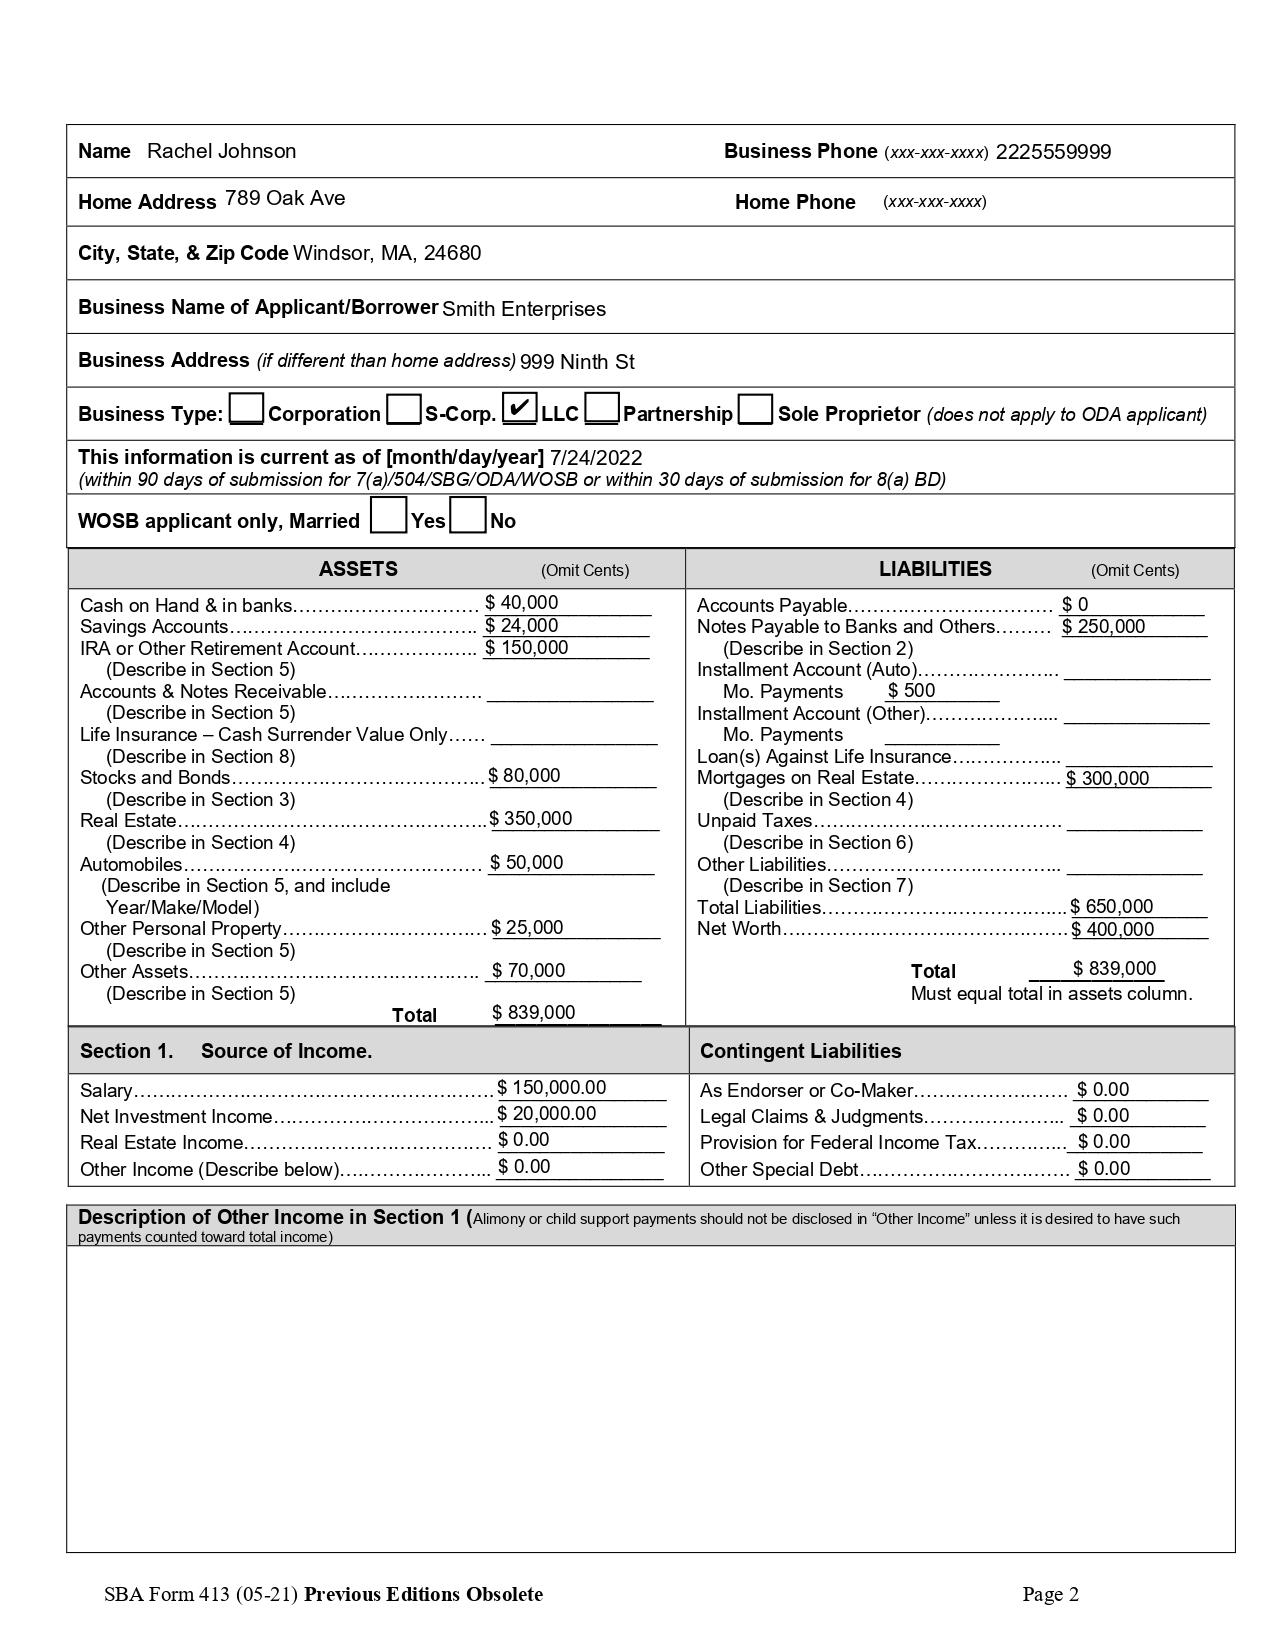 Name Rachel Johnson Business Phone (xxx-xxx-xxxx) 2225559999
Home Address 789 Oak Ave Home Phone (xxx-xxx-xxxx)
City, State, & Zip Code Windsor, MA, 24680
Business Name of Applicant/Borrower Smith Enterprises
Business Address (if different than home address) 999 Ninth St
Business Type: Corporation S-Corp. ✔ LLC Partnership Sole Proprietor (does not apply to ODA applicant)
This information is current as of [month/day/year] 7/24/2022
(within 90 days of submission for 7(a)/504/SBG/ODA/WOSB or within 30 days of submission for 8(a) BD)
WOSB applicant only, Married Yes No
ASSETS (Omit Cents)
Cash on Hand & in banks…………………………. $ 40,000
Savings Accounts………………………………….. $ 24,000
IRA or Other Retirement Account……………….. $ 150,000
(Describe in Section 5)
Accounts & Notes Receivable…………………….
(Describe in Section 5)
Life Insurance – Cash Surrender Value Only……
(Describe in Section 8)
Stocks and Bonds…………………………………….. $ 80,000
(Describe in Section 3)
Real Estate……………………………………………. $ 350,000
(Describe in Section 4)
Automobiles…………………………………………… $ 50,000
(Describe in Section 5, and include
Year/Make/Model)
Other Personal Property……………………………. $ 25,000
(Describe in Section 5)
Other Assets…………………………………………. $ 70,000
(Describe in Section 5)
Total $ 839,000
LIABILITIES (Omit Cents)
Accounts Payable……………………………. $ 0
Notes Payable to Banks and Others……… $ 250,000
(Describe in Section 2)
Installment Account (Auto)…………………..
Mo. Payments $ 500
Installment Account (Other)………………....
Mo. Payments
Loan(s) Against Life Insurance……………...
Mortgages on Real Estate…………………... $ 300,000
(Describe in Section 4)
Unpaid Taxes………………………………….
(Describe in Section 6)
Other Liabilities………………………………..
(Describe in Section 7)
Total Liabilities………………………………….. $ 650,000
Net Worth………………………………………… $ 400,000
Total $ 839,000
Must equal total in assets column.
Section 1. Source of Income.
Salary…………………………………………………. $ 150,000.00
Net Investment Income…………………………….. $ 20,000.00
Real Estate Income…………………………………. $ 0.00
Other Income (Describe below)…………………... $ 0.00
Contingent Liabilities
As Endorser or Co-Maker……………………. $ 0.00
Legal Claims & Judgments………………….. $ 0.00
Provision for Federal Income Tax………….. $ 0.00
Other Special Debt……………………………. $ 0.00
Description of Other Income in Section 1 (Alimony or child support payments should not be disclosed in “Other Income” unless it is desired to have such
payments counted toward total income)
SBA Form 413 (05-21) Previous Editions Obsolete Page 2